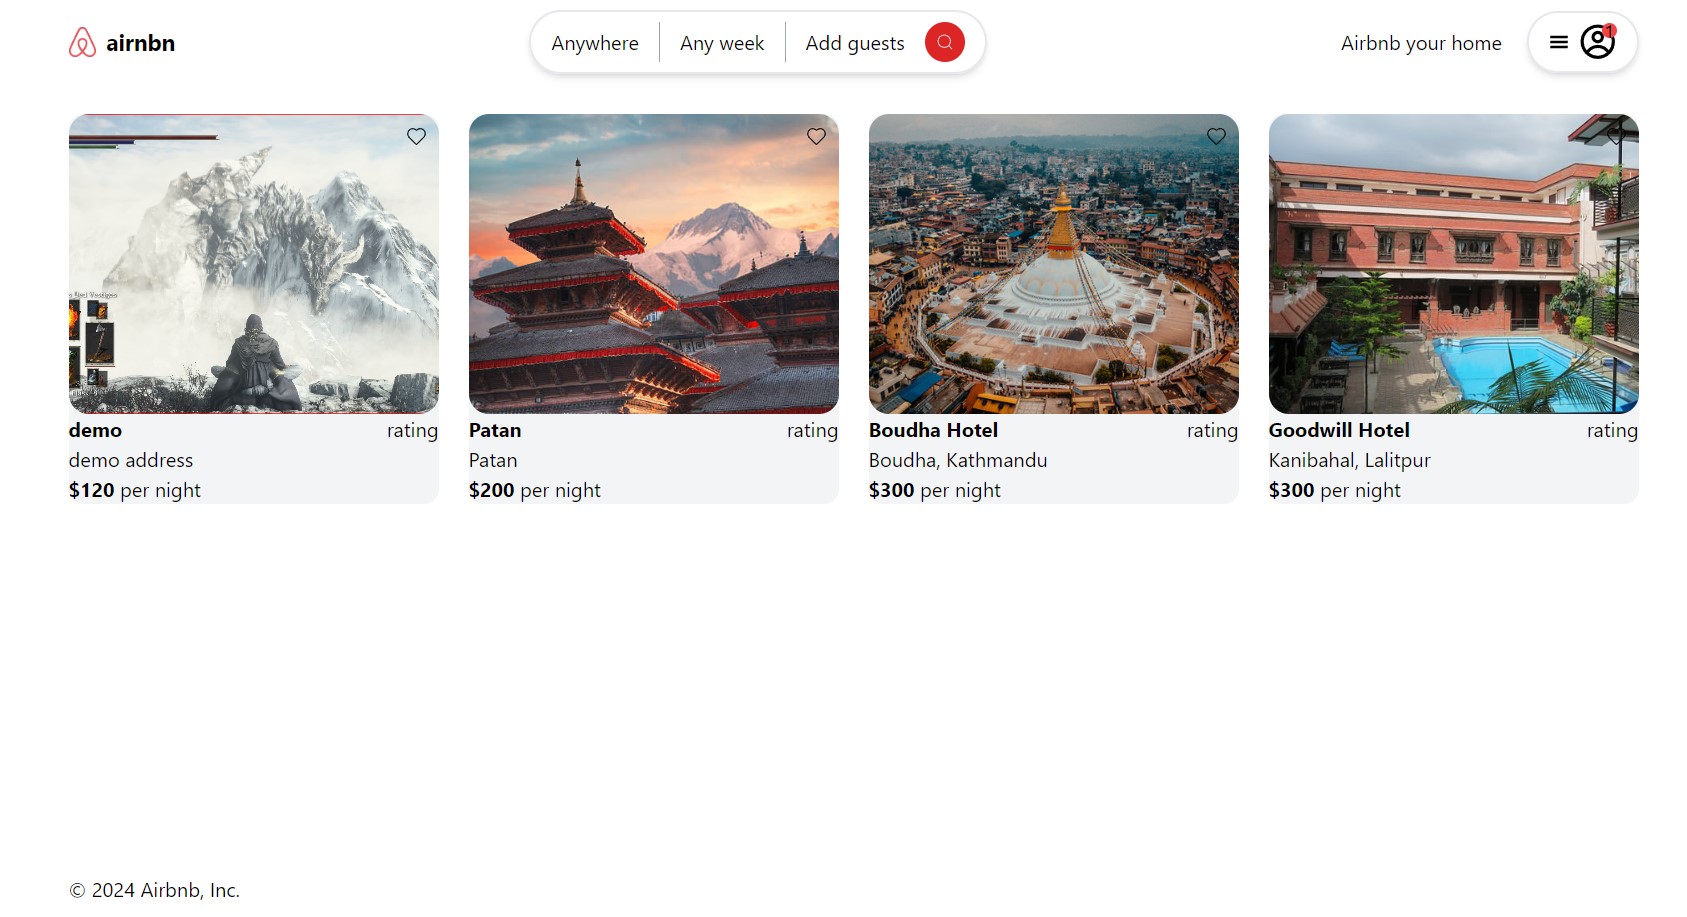 airnbn
Anywhere
Any week
Add guests
Airbnb your home
1
demo rating
demo address
$120 per night
Patan rating
Patan
$200 per night
Boudha Hotel rating
Boudha, Kathmandu
$300 per night
Goodwill Hotel rating
Kanibahal, Lalitpur
$300 per night
© 2024 Airbnb, Inc.